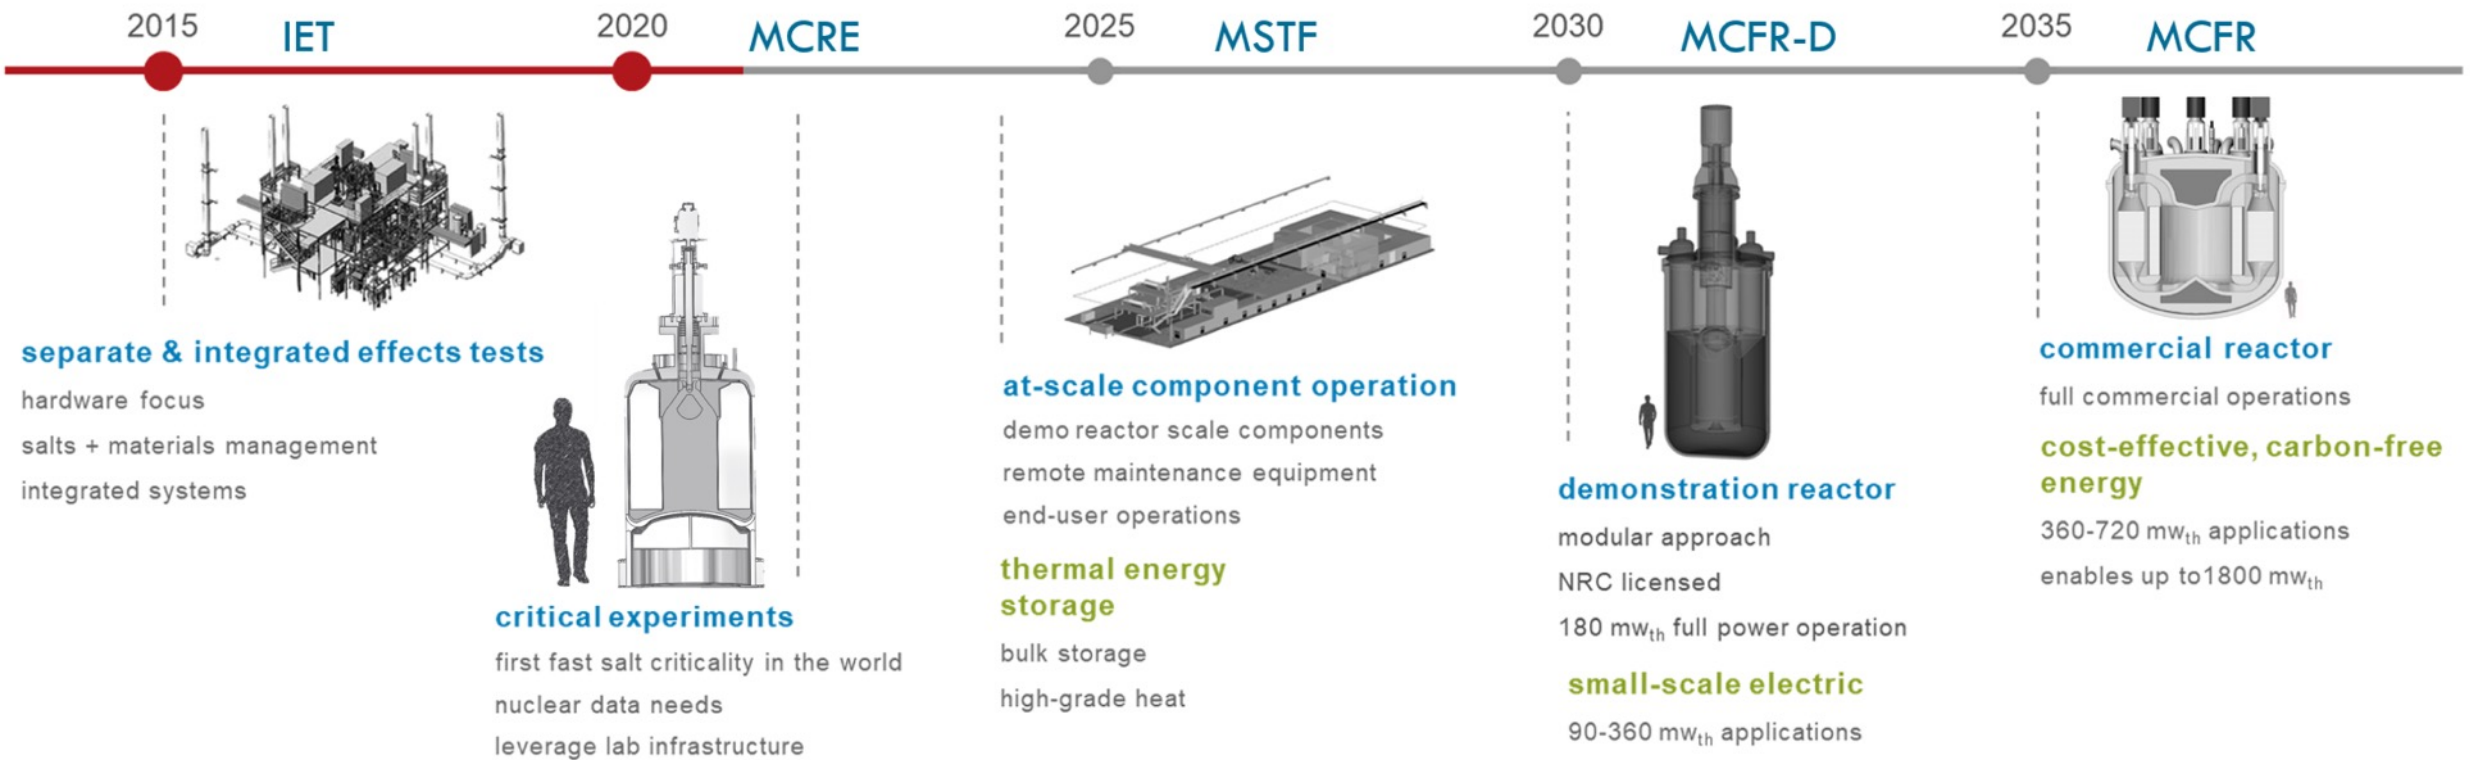 2015 IET 2020 MCRE 2025 MSTF 2030 MCFR-D 2035 MCFR
separate & integrated effects tests
hardware focus
salts + materials management
integrated systems
critical experiments
first fast salt criticality in the world
nuclear data needs
leverage lab infrastructure
at-scale component operation
demo reactor scale components
remote maintenance equipment
end-user operations
thermal energy
storage
bulk storage
high-grade heat
demonstration reactor
modular approach
NRC licensed
180 mwth full power operation
small-scale electric
90-360 mwth applications
commercial reactor
full commercial operations
cost-effective, carbon-free
energy
360-720 mwth applications
enables up to1800 mwth